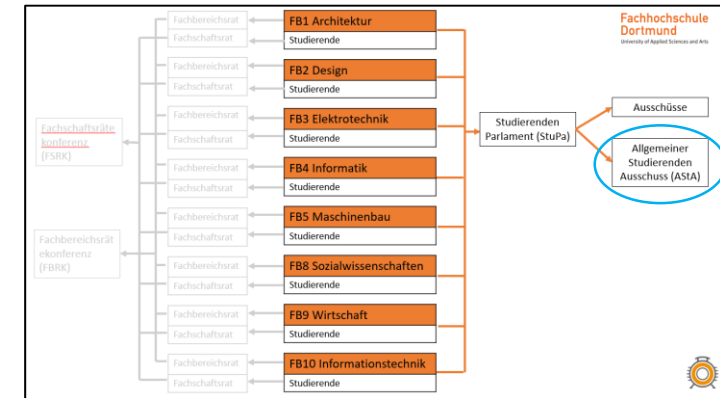 Fachhochschule
Dortmund
University of Applied Sciences and Arts
Fachschaftsräte
konferenz
(FSRK)
Fachbereichsrät
ekonferenz
(FBRK)
Fachbereichsrat
Fachschaftsrat
Fachbereichsrat
Fachschaftsrat
Fachbereichsrat
Fachschaftsrat
Fachbereichsrat
Fachschaftsrat
Fachbereichsrat
Fachschaftsrat
Fachbereichsrat
Fachschaftsrat
Fachbereichsrat
Fachschaftsrat
Fachbereichsrat
Fachschaftsrat
FB1 Architektur
Studierende
FB2 Design
Studierende
FB3 Elektrotechnik
Studierende
FB4 Informatik
Studierende
FB5 Maschinenbau
Studierende
FB8 Sozialwissenschaften
Studierende
FB9 Wirtschaft
Studierende
FB10 Informationstechnik
Studierende
Studierenden
Parlament (StuPa)
Ausschüsse
Allgemeiner
Studierenden
Ausschuss (AStA)